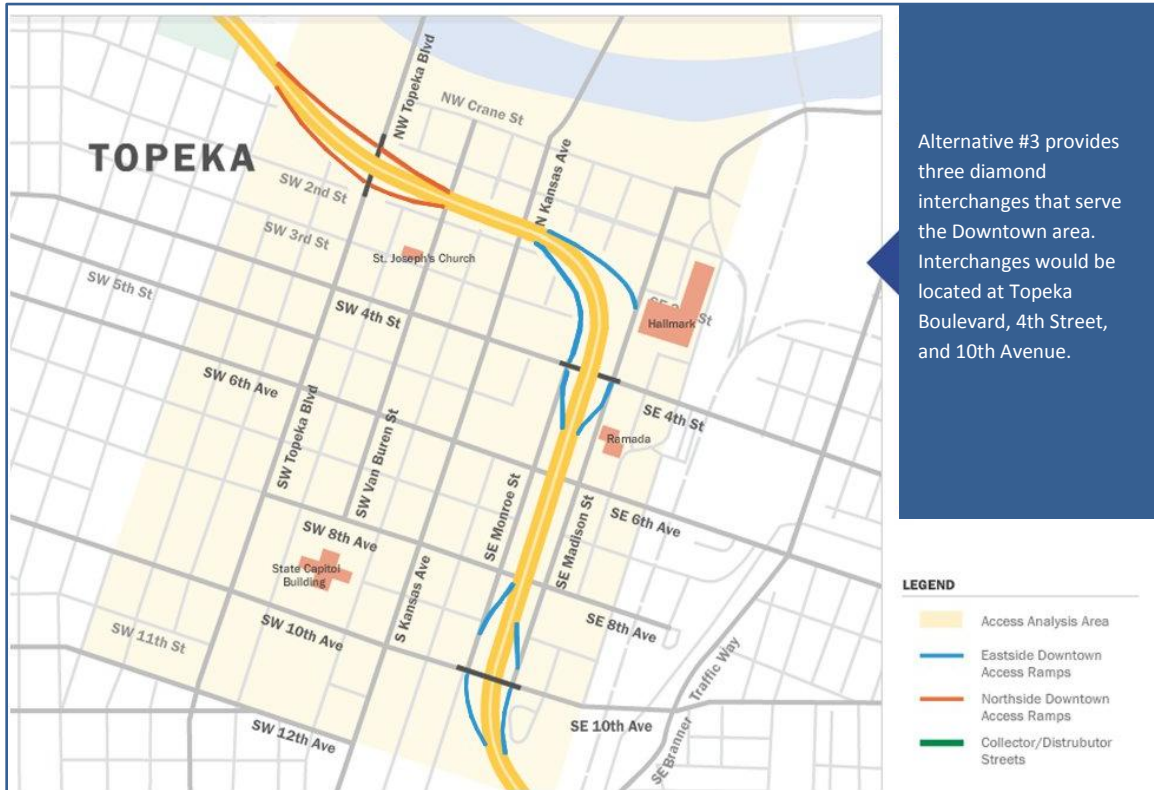 NW Topeka Blvd
NW Crane St
TOPEKA
N Kansas Ave
SW 2nd St
SW 3rd St
St. Joseph's Church
SW 5th St
SW 4th St
Hallmark
SW 6th Ave
SE 4th St
Ramada
SW Topeka Blvd
SW Van Buren St
SE Monroe St
SE Madison St
SE 6th Ave
SW 8th Ave
State Capitol
Building
S Kansas Ave
SE 8th Ave
SW 10th Ave
SW 11th St
SE Branner Traffic Way
SE 10th Ave
SW 12th Ave
Alternative #3 provides
three diamond
interchanges that serve
the Downtown area.
Interchanges would be
located at Topeka
Boulevard, 4th Street,
and 10th Avenue.
LEGEND
Access Analysis Area
Eastside Downtown
Access Ramps
Northside Downtown
Access Ramps
Collector/Distrubutor
Streets